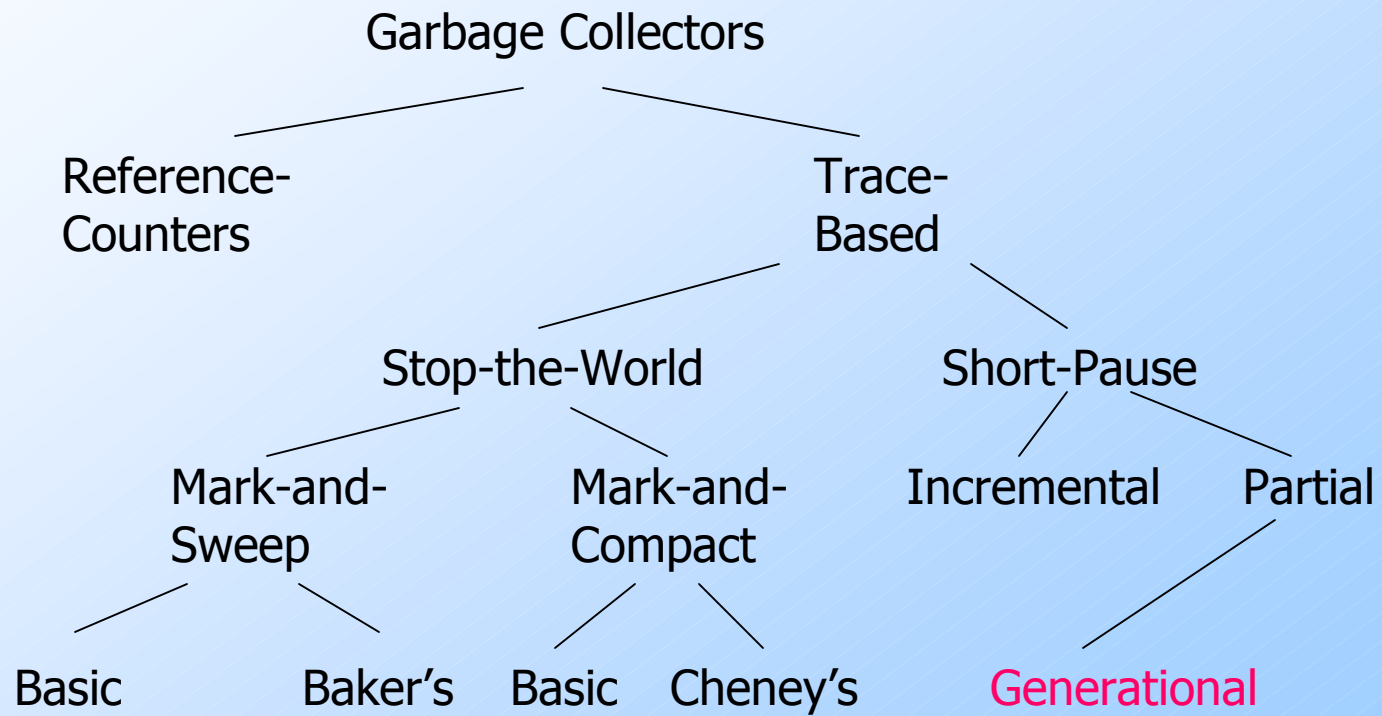 Garbage Collectors
Reference-
Counters
Trace-
Based
Stop-the-World
Short-Pause
Mark-and-
Sweep
Mark-and-
Compact
Incremental
Partial
Basic
Baker’s
Basic
Cheney’s
Generational